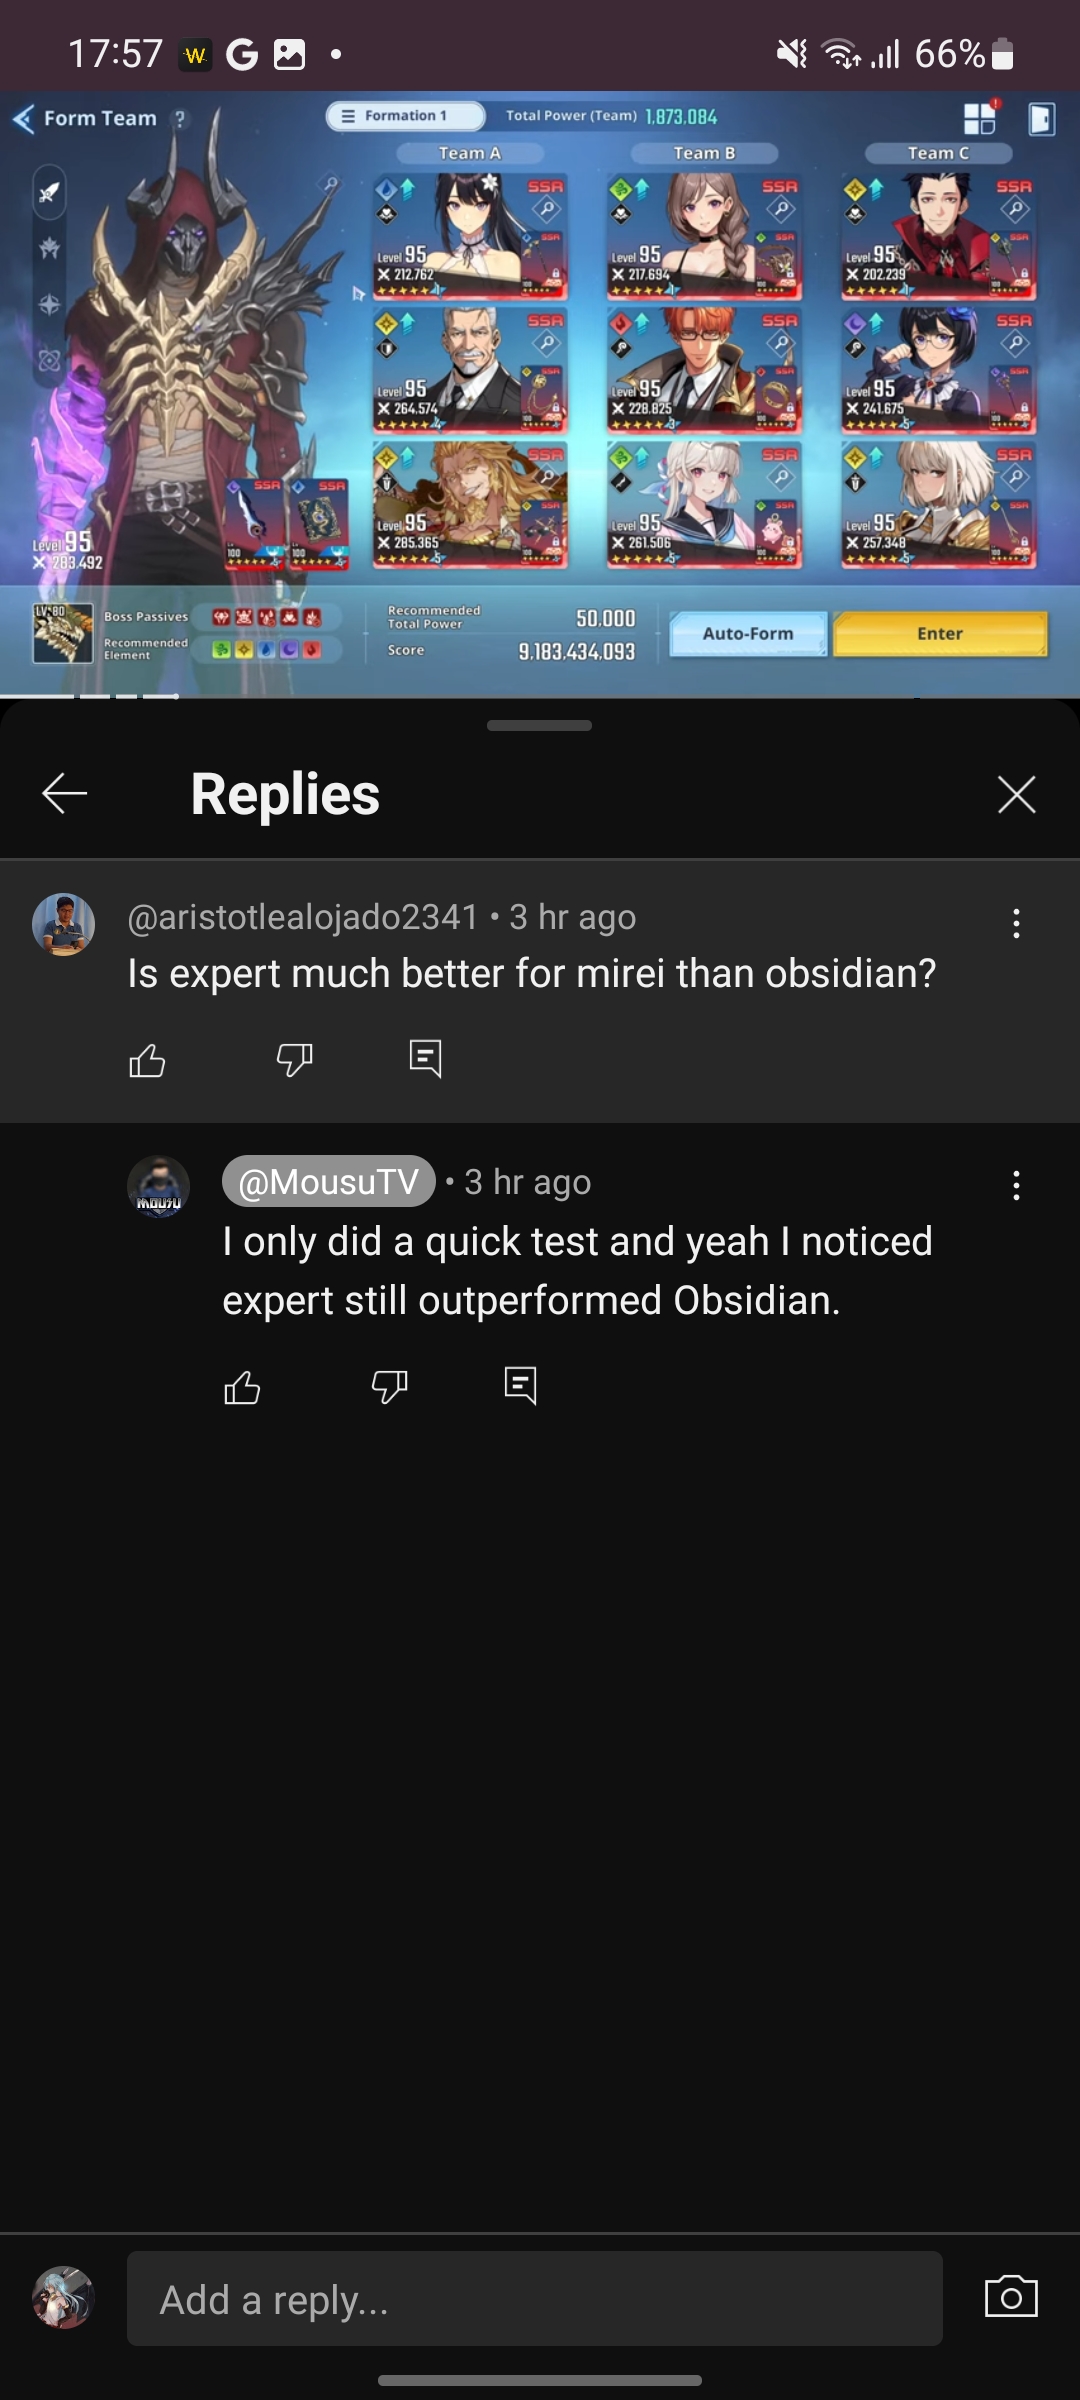 17:57 W G 66%
Form Team ? Formation 1 Total Power (Team) 1,873,084
Team A Team B Team C
SSR SSR SSR
Level 95 Level 95 Level 95
212,762 217,694 202,239
SSR SSR SSR
Level 95 Level 95 Level 95
264,574 228,825 241,675
SSR SSR SSR
SSR SSR
Level 95 Level 95 Level 95
285,365 261,506 257,348
Level 95
283,492
100 100
LV.80 Boss Passives
Recommended Element
Recommended Total Power 50,000
Score 9,183,434,093
Auto-Form
Enter
Replies
@aristotlealojado2341 • 3 hr ago
Is expert much better for mirei than obsidian?
MOUSU
@MousuTV • 3 hr ago
I only did a quick test and yeah I noticed
expert still outperformed Obsidian.
Add a reply...